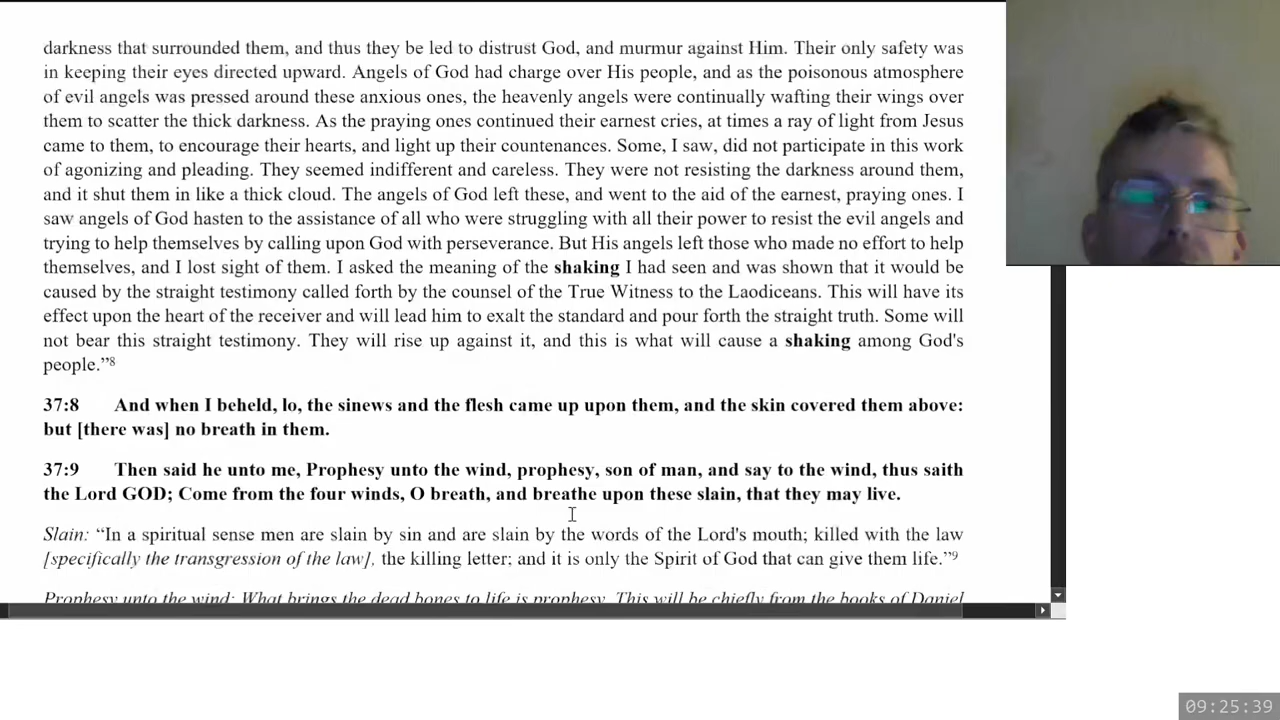 darkness that surrounded them, and thus they be led to distrust God, and murmur against Him. Their only safety was
in keeping their eyes directed upward. Angels of God had charge over His people, and as the poisonous atmosphere
of evil angels was pressed around these anxious ones, the heavenly angels were continually wafting their wings over
them to scatter the thick darkness. As the praying ones continued their earnest cries, at times a ray of light from Jesus
came to them, to encourage their hearts, and light up their countenances. Some, I saw, did not participate in this work
of agonizing and pleading. They seemed indifferent and careless. They were not resisting the darkness around them,
and it shut them in like a thick cloud. The angels of God left these, and went to the aid of the earnest, praying ones. I
saw angels of God hasten to the assistance of all who were struggling with all their power to resist the evil angels and
trying to help themselves by calling upon God with perseverance. But His angels left those who made no effort to help
themselves, and I lost sight of them. I asked the meaning of the shaking I had seen and was shown that it would be
caused by the straight testimony called forth by the counsel of the True Witness to the Laodiceans. This will have its
effect upon the heart of the receiver and will lead him to exalt the standard and pour forth the straight truth. Some will
not bear this straight testimony. They will rise up against it, and this is what will cause a shaking among God's
people.”⁸
37:8 And when I beheld, lo, the sinews and the flesh came up upon them, and the skin covered them above:
but [there was] no breath in them.
37:9 Then said he unto me, Prophesy unto the wind, prophesy, son of man, and say to the wind, thus saith
the Lord GOD; Come from the four winds, O breath, and breathe upon these slain, that they may live.
Slain: “In a spiritual sense men are slain by sin and are slain by the words of the Lord's mouth; killed with the law
[specifically the transgression of the law], the killing letter; and it is only the Spirit of God that can give them life.”⁹
Prophesy unto the wind: What brings the dead bones to life is prophesy. This will be chiefly from the books of Daniel
09:25:39